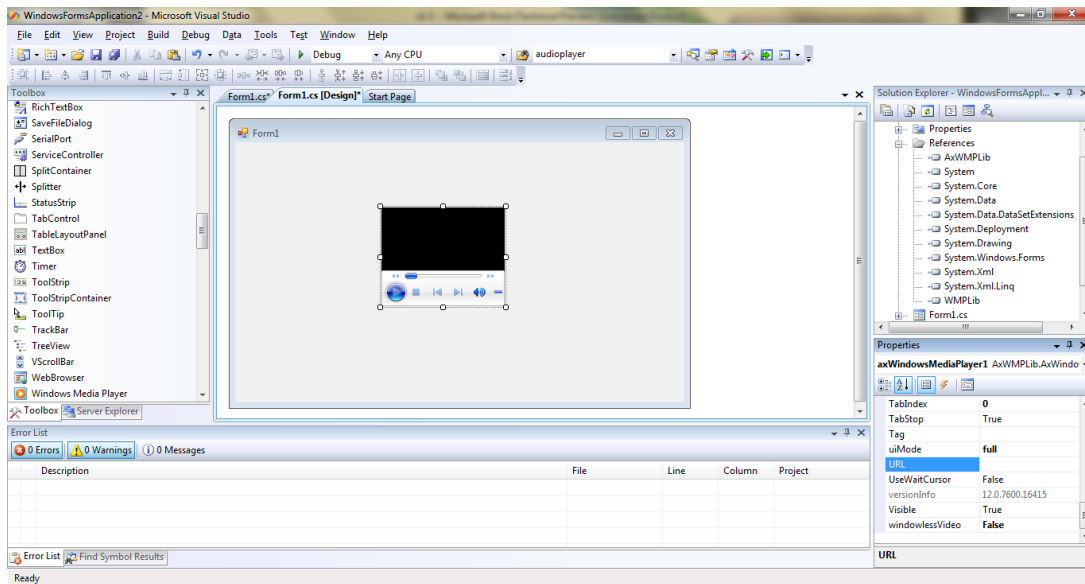 WindowsFormsApplication2 - Microsoft Visual Studio
File Edit View Project Build Debug Data Tools Test Window Help
Debug Any CPU audioplayer
Toolbox
RichTextBox
SaveFileDialog
SerialPort
ServiceController
SplitContainer
Splitter
StatusStrip
TabControl
TableLayoutPanel
TextBox
Timer
ToolStrip
ToolStripContainer
ToolTip
TrackBar
TreeView
VScrollBar
WebBrowser
Windows Media Player
Toolbox Server Explorer
Form1.cs* Form1.cs [Design]* Start Page
Form1
Solution Explorer - WindowsFormsAppl...
Properties
References
AxWMPLib
System
System.Core
System.Data
System.Data.DataSetExtensions
System.Deployment
System.Drawing
System.Windows.Forms
System.Xml
System.Xml.Linq
WMPLib
Form1.cs
Properties
axWindowsMediaPlayer1 AxWMPLib.AxWindo
TabIndex 0
TabStop True
Tag
uiMode full
URL
UseWaitCursor False
versionInfo 12.0.7600.16415
Visible True
windowlessVideo False
URL
Error List
0 Errors 0 Warnings 0 Messages
Description File Line Column Project
Error List Find Symbol Results
Ready